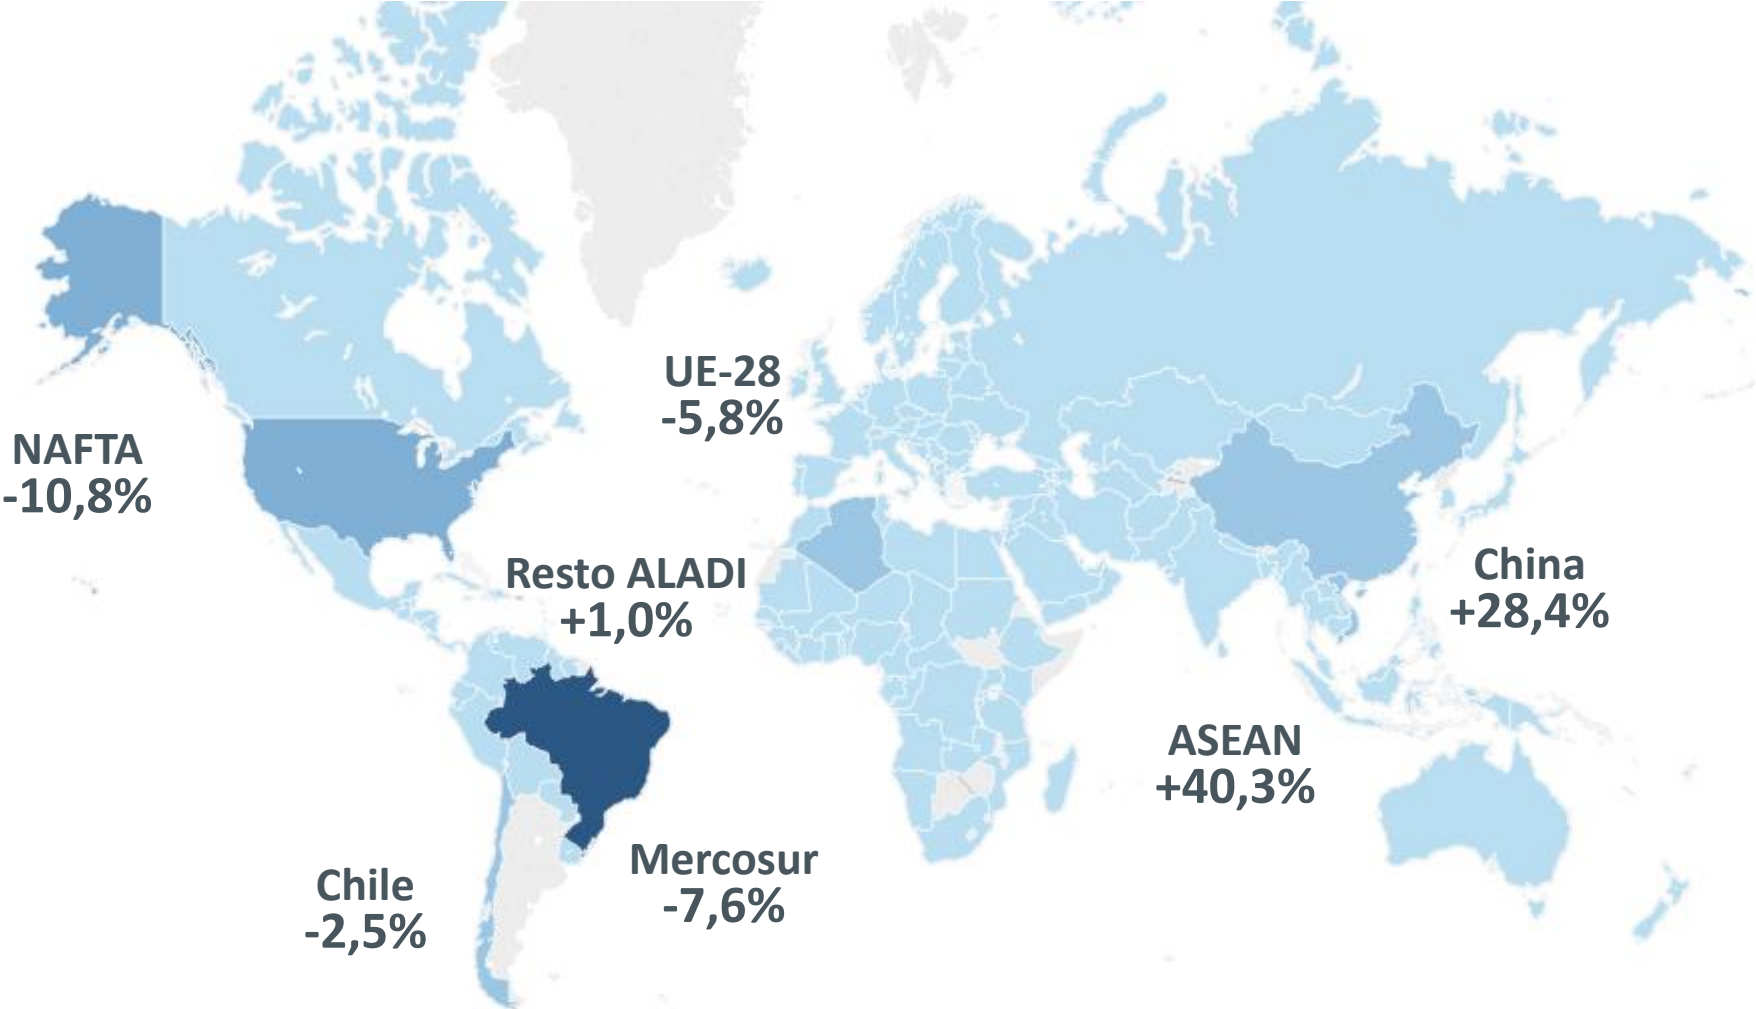 UE-28
-5,8%
NAFTA
-10,8%
Resto ALADI
+1,0%
China
+28,4%
ASEAN
+40,3%
Mercosur
-7,6%
Chile
-2,5%